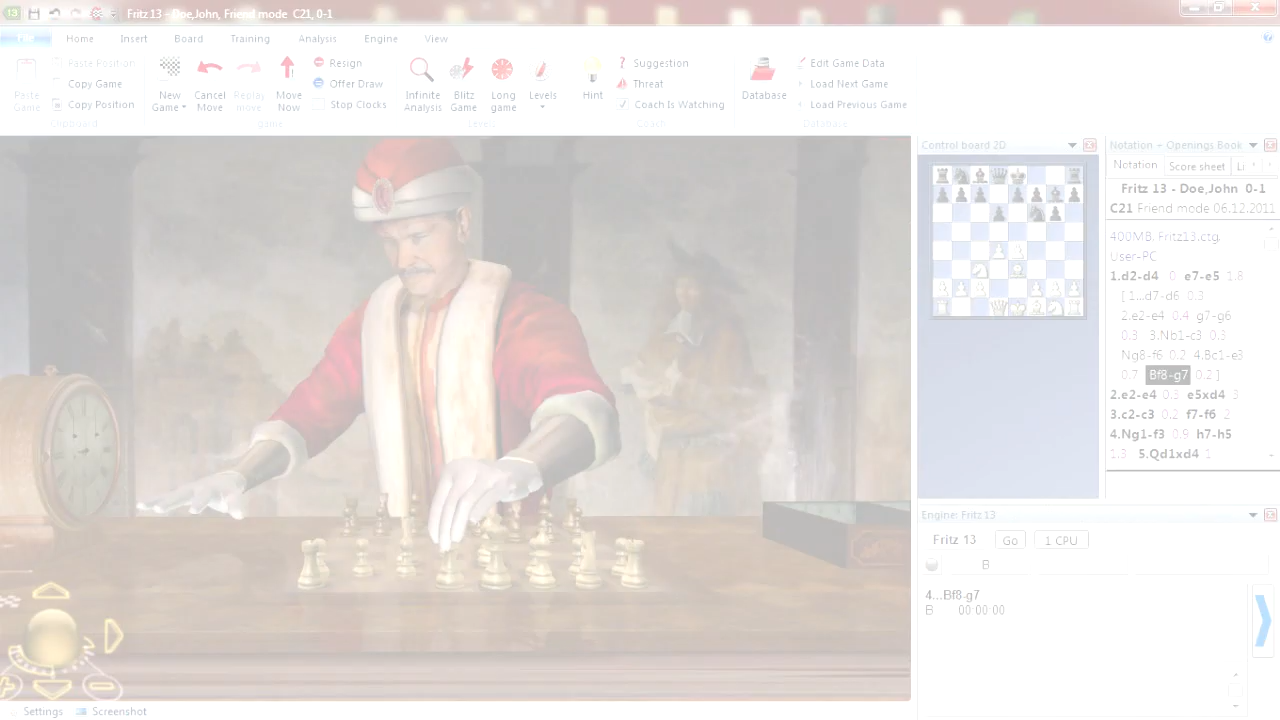 13 Fritz 13 - Doe,John, Friend mode C21, 0-1
File Home Insert Board Training Analysis Engine View
Paste Game
Paste Position
Copy Game
Copy Position
Clipboard
New Game
Cancel Move
Replay move
Move Now
Resign
Offer Draw
Stop Clocks
game
Infinite Analysis
Blitz Game
Long game
Levels
Levels
Hint
Suggestion
Threat
Coach Is Watching
Coach
Database
Edit Game Data
Load Next Game
Load Previous Game
Database
Control board 2D
Notation - Openings Book
Notation Score sheet Li
Fritz 13 - Doe,John 0-1
C21 Friend mode 06.12.2011
400MB, Fritz13.ctg,
User-PC
1.d2-d4 0 e7-e5 1.8
[ 1...d7-d6 0.3
2.e2-e4 0.4 g7-g6
0.3 3.Nb1-c3 0.3
Ng8-f6 0.2 4.Bc1-e3
0.7 Bf8-g7 0.2 ]
2.e2-e4 0.3 e5xd4 3
3.c2-c3 0.2 f7-f6 2
4.Ng1-f3 0.9 h7-h5
1.3 5.Qd1xd4 1
Engine: Fritz 13
Fritz 13 Go 1 CPU
B
4...Bf8-g7
B 00:00:00
Settings Screenshot